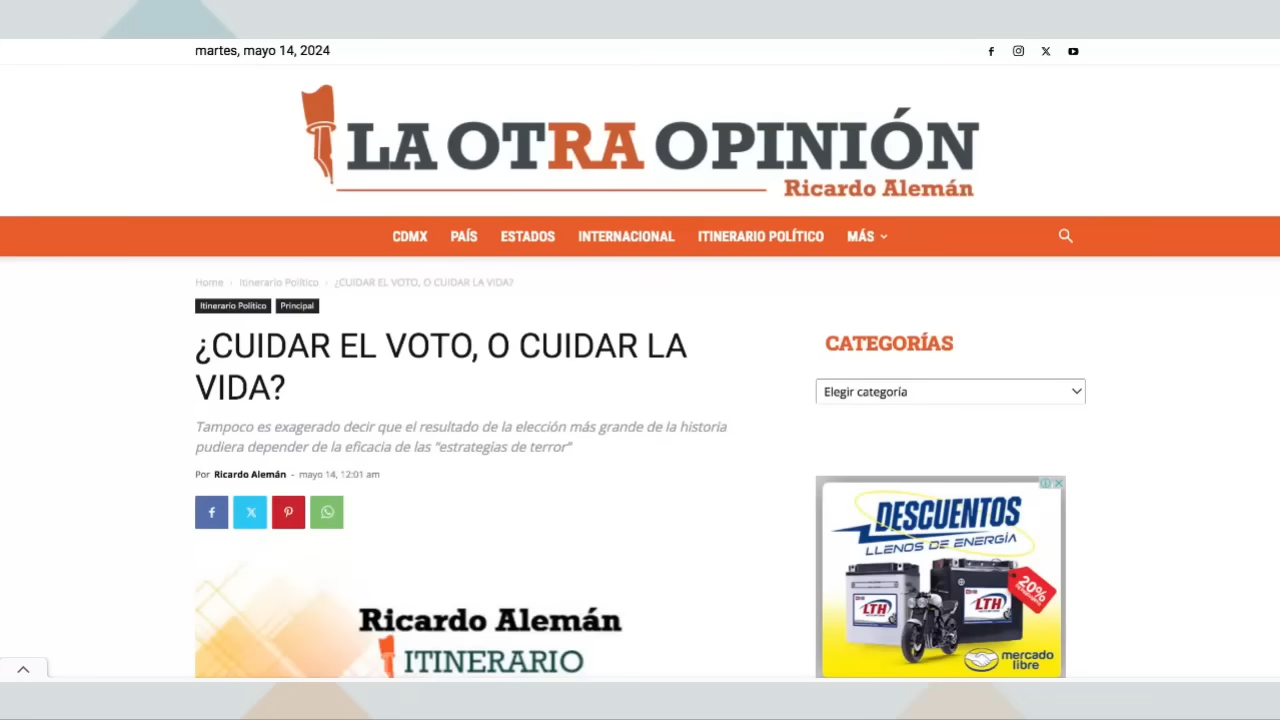 martes, mayo 14, 2024
LA OTRA OPINIÓN
Ricardo Alemán
CDMX PAÍS ESTADOS INTERNACIONAL ITINERARIO POLÍTICO MÁS
Home › Itinerario Político › ¿CUIDAR EL VOTO, O CUIDAR LA VIDA?
Itinerario Político Principal
¿CUIDAR EL VOTO, O CUIDAR LA
VIDA?
Tampoco es exagerado decir que el resultado de la elección más grande de la historia
pudiera depender de la eficacia de las "estrategias de terror"
Por Ricardo Alemán - mayo 14, 12:01 am
Ricardo Alemán
ITINERARIO
CATEGORÍAS
Elegir categoría
DESCUENTOS
LLENOS DE ENERGÍA
LTH
LTH
20%
mercado
libre